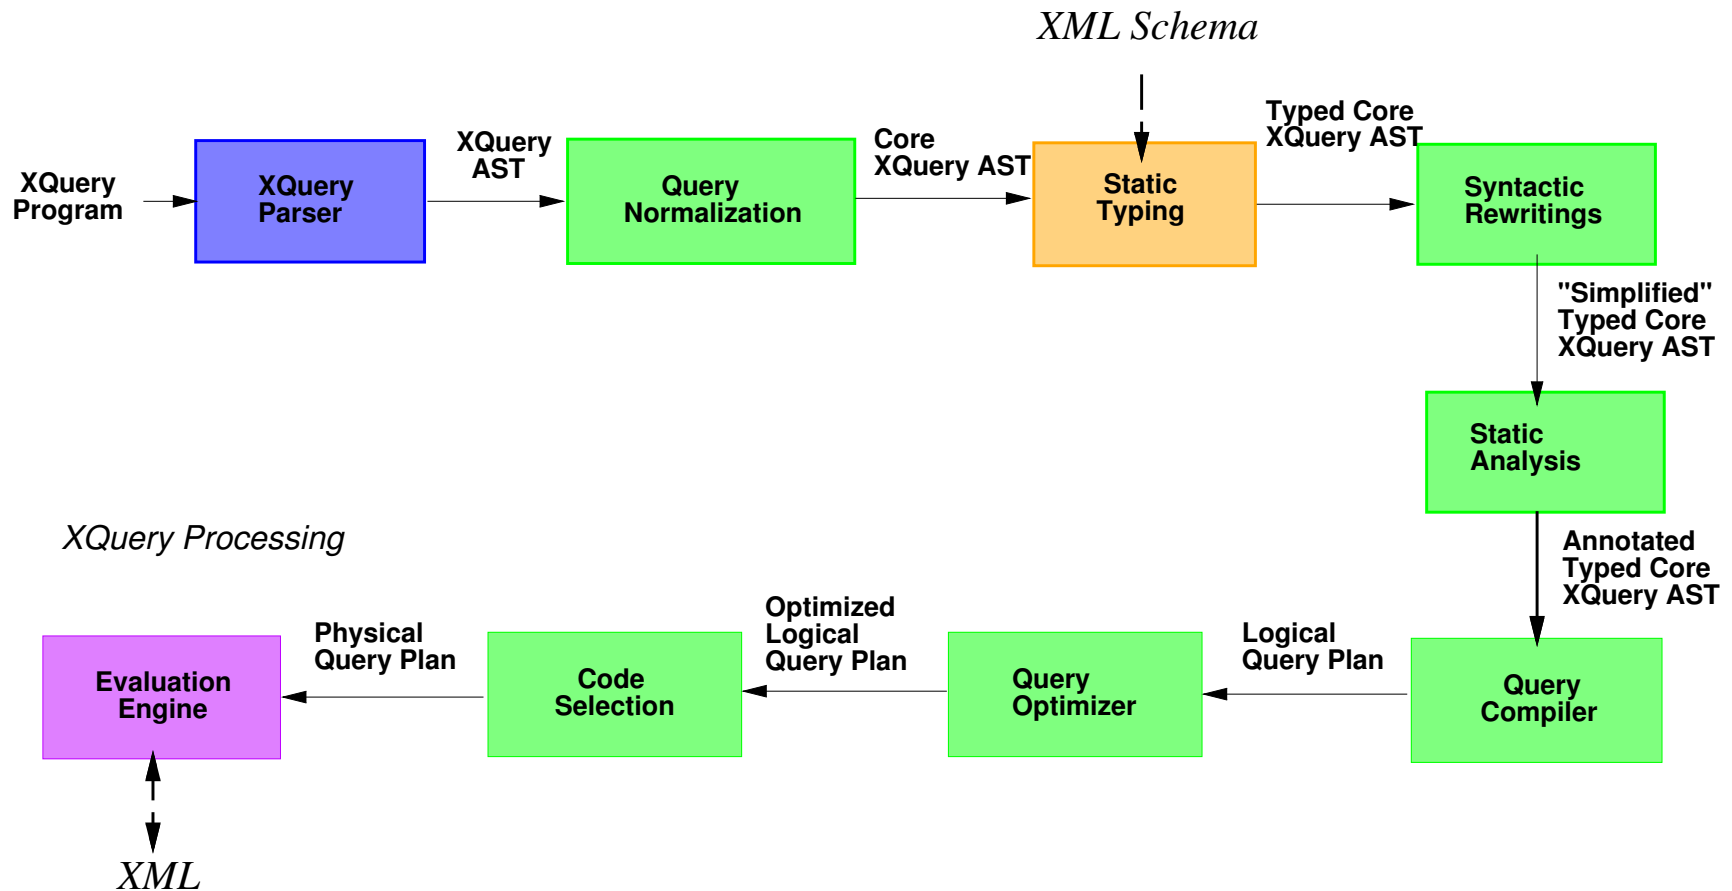 XML Schema
XQuery
Program
XQuery
Parser
XQuery
AST
Query
Normalization
Core
XQuery AST
Static
Typing
Typed Core
XQuery AST
Syntactic
Rewritings
"Simplified"
Typed Core
XQuery AST
Static
Analysis
XQuery Processing
Annotated
Typed Core
XQuery AST
Query
Compiler
Logical
Query Plan
Query
Optimizer
Optimized
Logical
Query Plan
Code
Selection
Physical
Query Plan
Evaluation
Engine
XML